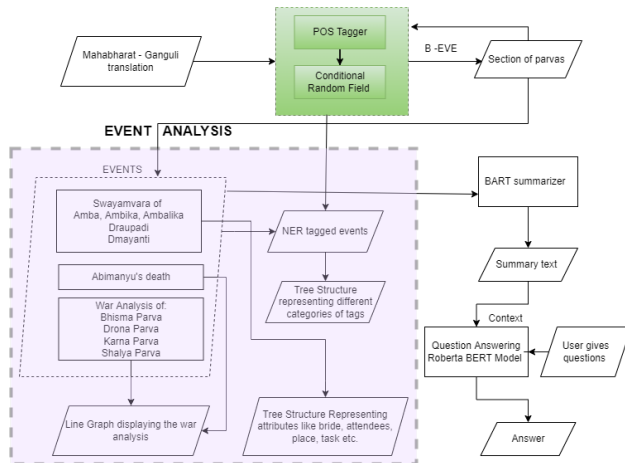 POS Tagger
Mahabharat - Ganguli
translation
Conditional
Random Field
B -EVE
Section of parvas
EVENT ANALYSIS
EVENTS
Swayamvara of
Amba, Ambika, Ambalika
Draupadi
Dmayanti
BART summarizer
NER tagged events
Abimanyu's death
Summary text
Tree Structure
representing different
categories of tags
War Analysis of:
Bhisma Parva
Drona Parva
Karna Parva
Shalya Parva
Context
Question Answering
Roberta BERT Model
User gives
questions
Line Graph displaying the war
analysis
Tree Structure Representing
attributes like bride, attendees,
place, task etc.
Answer